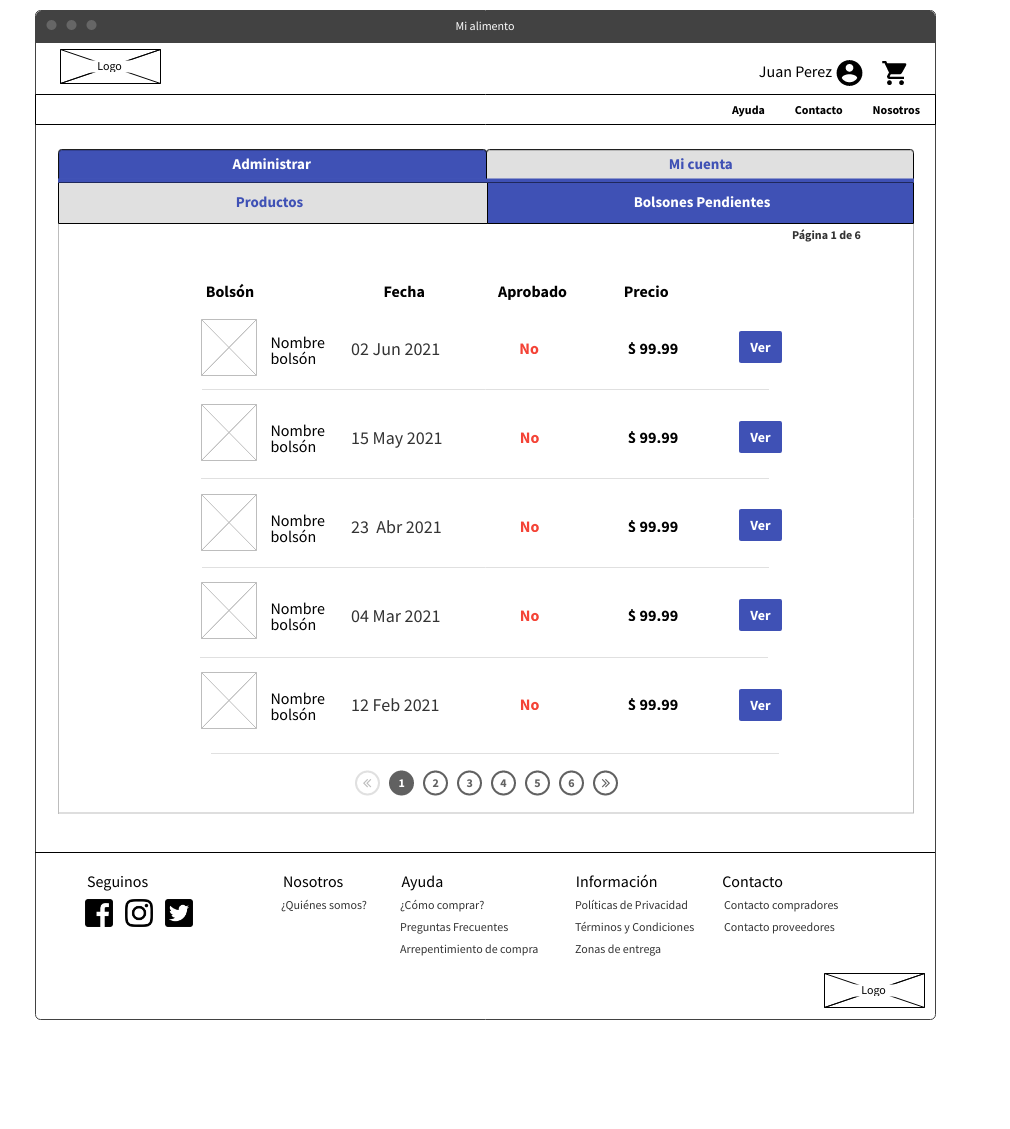 Mi alimento
Logo
Juan Perez
Ayuda Contacto Nosotros
Administrar Mi cuenta
Productos Bolsones Pendientes
Página 1 de 6
Bolsón Fecha Aprobado Precio
Nombre bolsón 02 Jun 2021 No $ 99.99 Ver
Nombre bolsón 15 May 2021 No $ 99.99 Ver
Nombre bolsón 23 Abr 2021 No $ 99.99 Ver
Nombre bolsón 04 Mar 2021 No $ 99.99 Ver
Nombre bolsón 12 Feb 2021 No $ 99.99 Ver
« 1 2 3 4 5 6 »
Seguinos Nosotros Ayuda Información Contacto
¿Quiénes somos? ¿Cómo comprar? Políticas de Privacidad Contacto compradores
Preguntas Frecuentes Términos y Condiciones Contacto proveedores
Arrepentimiento de compra Zonas de entrega
Logo